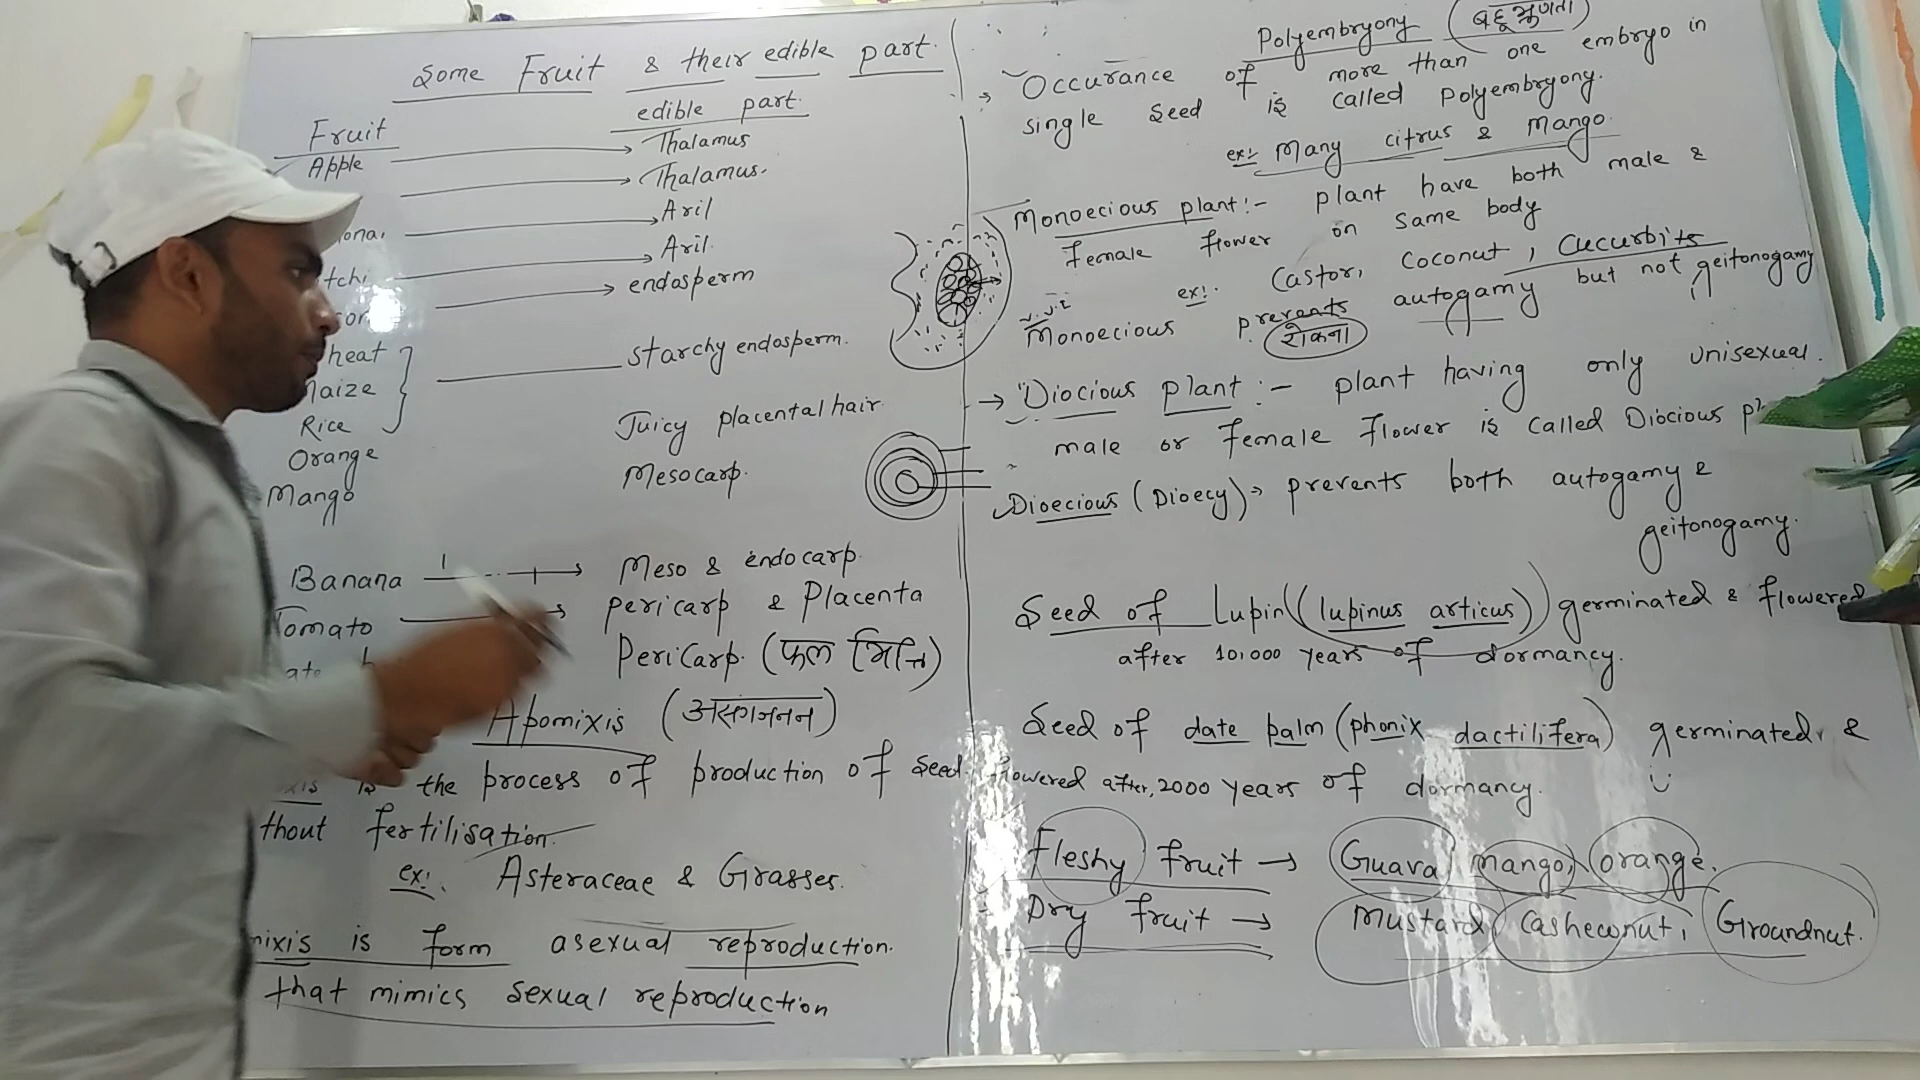 Some Fruit & their edible part.
Fruit edible part.
Apple Thalamus
Thalamus.
Aril
Aril.
endosperm
heat
aize starchy endosperm.
Rice
Orange Juicy placental hair
Mango Mesocarp.
Banana Meso & endocarp.
Tomato Pericarp & Placenta
Pericarp. (फल भित्ति)
Apomixis (असंगजनन)
is the process of production of seed
thout fertilisation.
ex:. Asteraceae & Grasses.
mixis is form asexual reproduction.
that mimics sexual reproduction
Polyembryony (बहुभ्रूणता)
→ Occurance of more than one embryo in
single seed is called polyembryony.
ex:- Many citrus & Mango.
Monoecious plant:- plant have both male &
female flower on same body
ex:. Castor, coconut, Cucurbits
v.v.I
Monoecious prevents autogamy but not geitonogamy
रोकना
→ Diocious plant :- plant having only unisexual.
male or female flower is called Diocious pl
Dioecious (Dioecy)→ prevents both autogamy &
geitonogamy.
Seed of Lupin (lupinus articus) germinated & flowered
after 10,000 years of dormancy.
Seed of date palm (phonix dactilifera) germinated &
flowered after, 2000 years of dormancy.
Fleshy fruit → Guava, mango, orange.
Dry fruit → Mustard, Cashewnut, Groundnut.